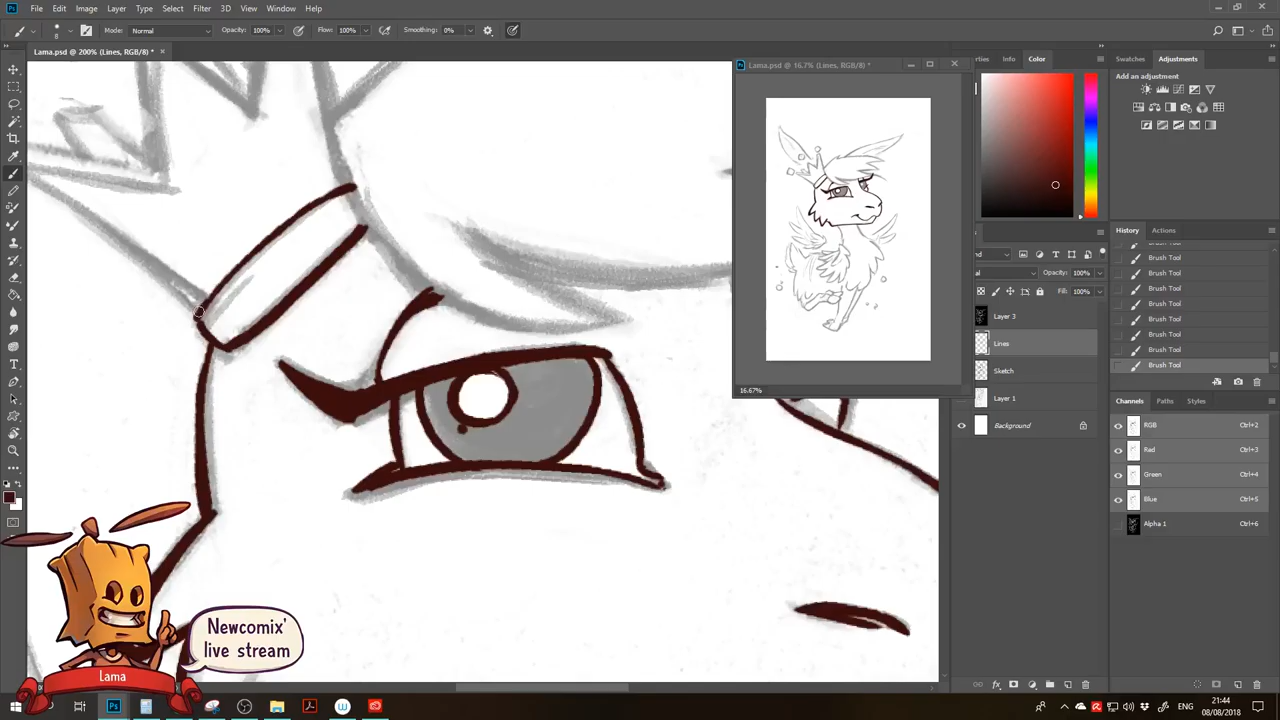 File Edit Image Layer Type Select Filter 3D View Window Help
8 Mode: Normal Opacity: 100% Flow: 100% Smoothing: 0%
Lama.psd @ 200% (Lines, RGB/8) *
Lama.psd @ 16.7% (Lines, RGB/8) *
16.67%
Info Color
Swatches Adjustments
Add an adjustment
Opacity: 100%
Fill: 100%
Layer 3
Lines
Sketch
Layer 1
Background
History Actions
Brush Tool
Brush Tool
Brush Tool
Brush Tool
Brush Tool
Brush Tool
Brush Tool
Brush Tool
Channels Paths Styles
RGB Ctrl+2
Red Ctrl+3
Green Ctrl+4
Blue Ctrl+5
Alpha 1 Ctrl+6
Newcomix'
live stream
Lama
ENG
21:44
08/08/2018